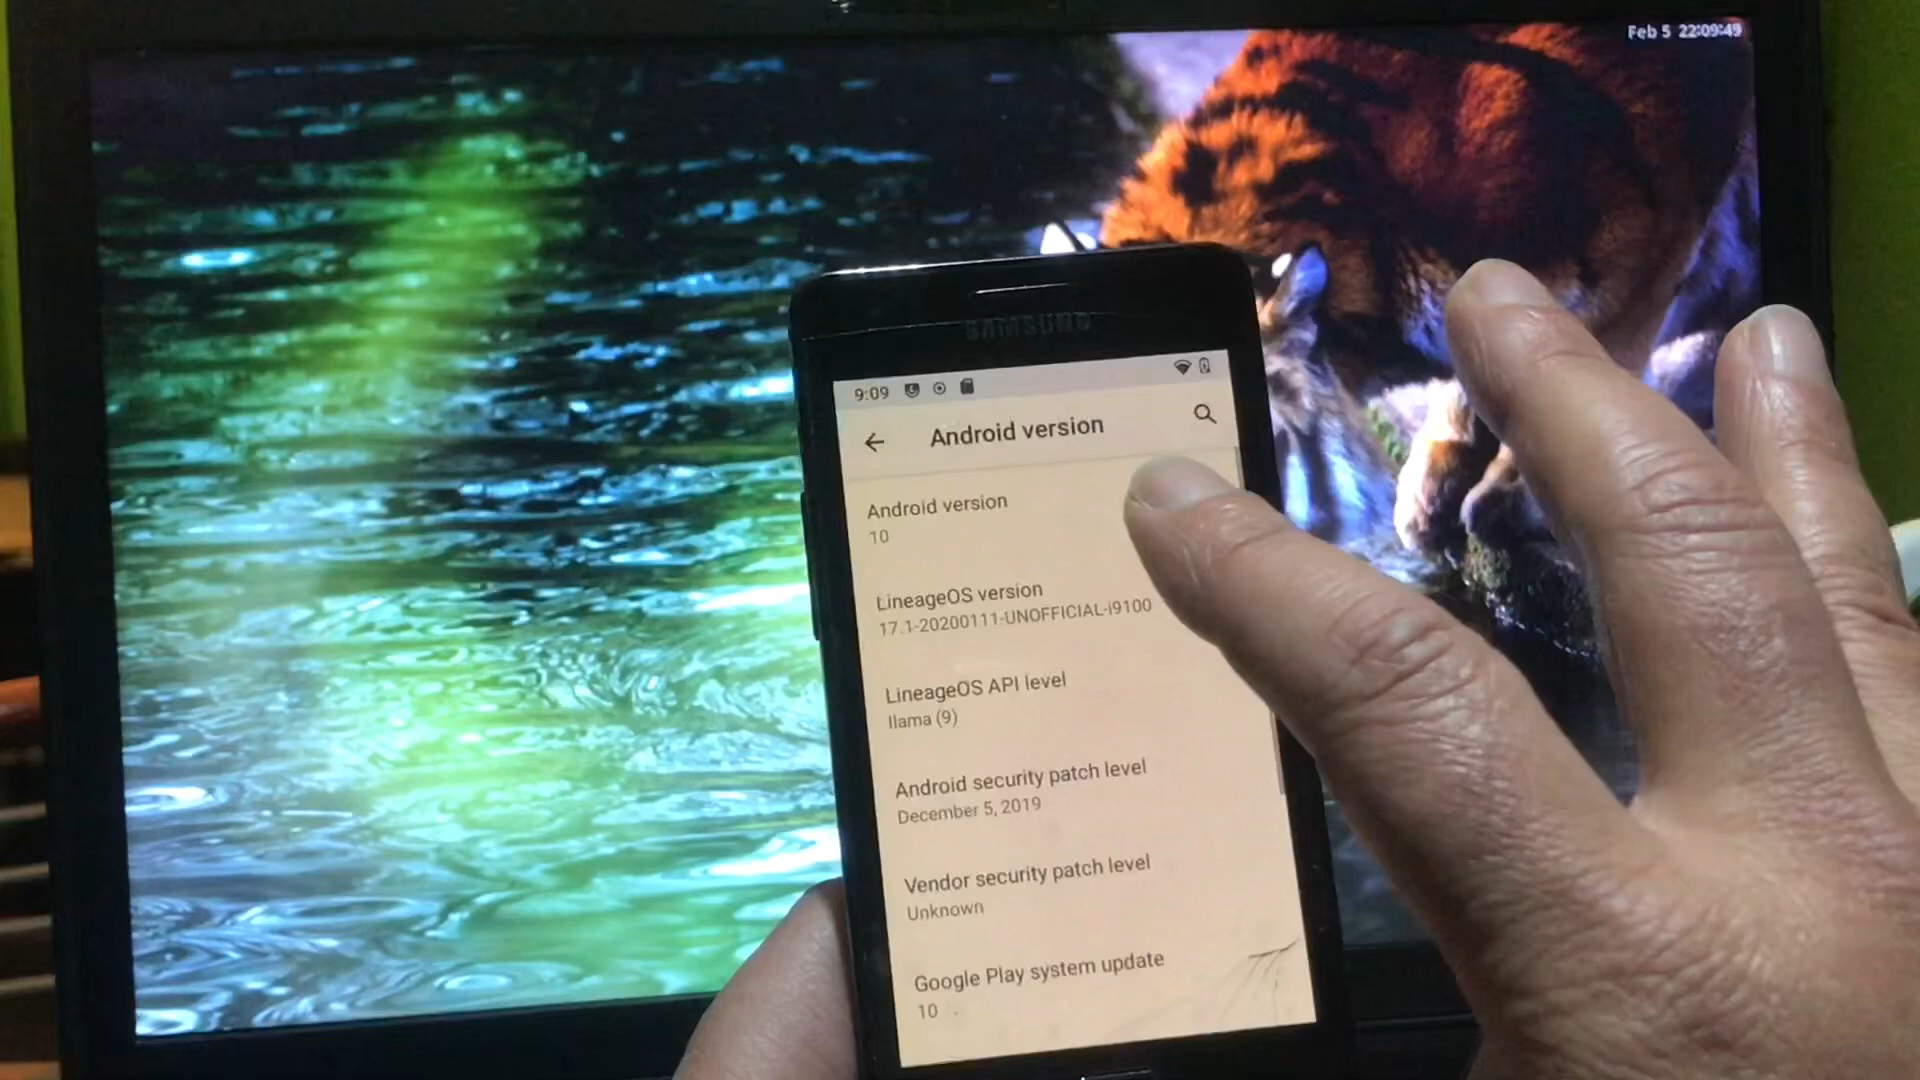 Feb 5 22:09:49
SAMSUNG
9:09
Android version
Android version
10
LineageOS version
17.1-20200111-UNOFFICIAL-i9100
LineageOS API level
llama (9)
Android security patch level
December 5, 2019
Vendor security patch level
Unknown
Google Play system update
10